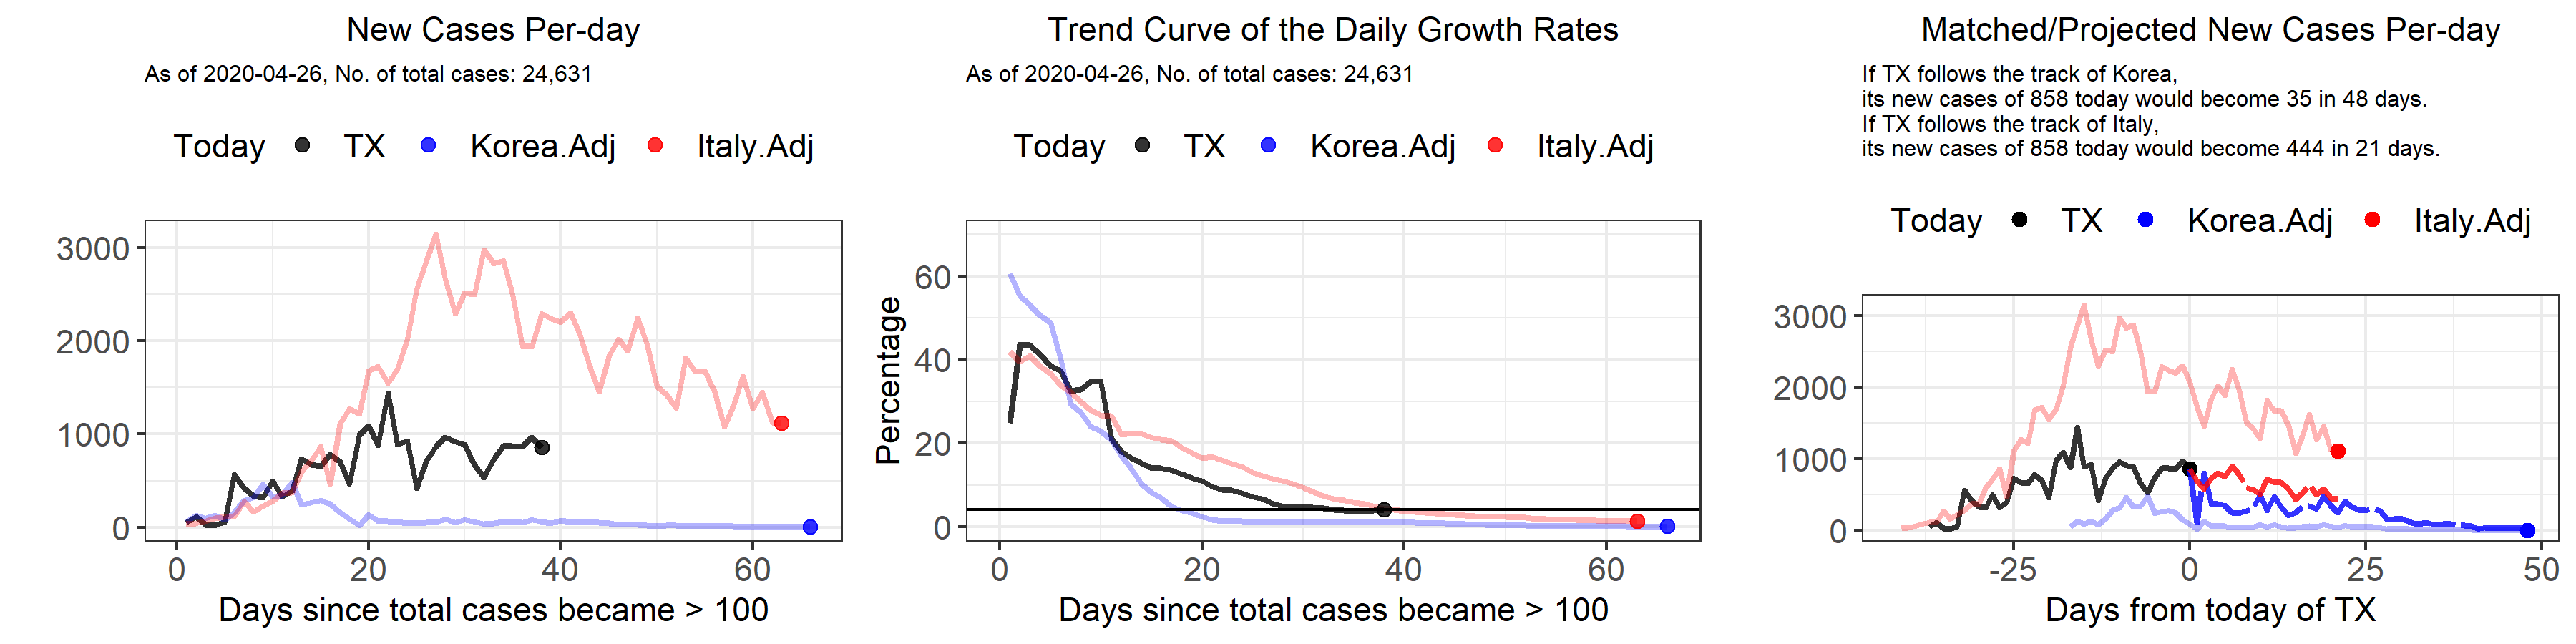 New Cases Per-day
As of 2020-04-26, No. of total cases: 24,631
Today TX Korea.Adj Italy.Adj
3000
2000
1000
0
0 20 40 60
Days since total cases became > 100
Trend Curve of the Daily Growth Rates
As of 2020-04-26, No. of total cases: 24,631
Today TX Korea.Adj Italy.Adj
Percentage
60
40
20
0
0 20 40 60
Days since total cases became > 100
Matched/Projected New Cases Per-day
If TX follows the track of Korea,
its new cases of 858 today would become 35 in 48 days.
If TX follows the track of Italy,
its new cases of 858 today would become 444 in 21 days.
Today TX Korea.Adj Italy.Adj
3000
2000
1000
0
-25 0 25 50
Days from today of TX